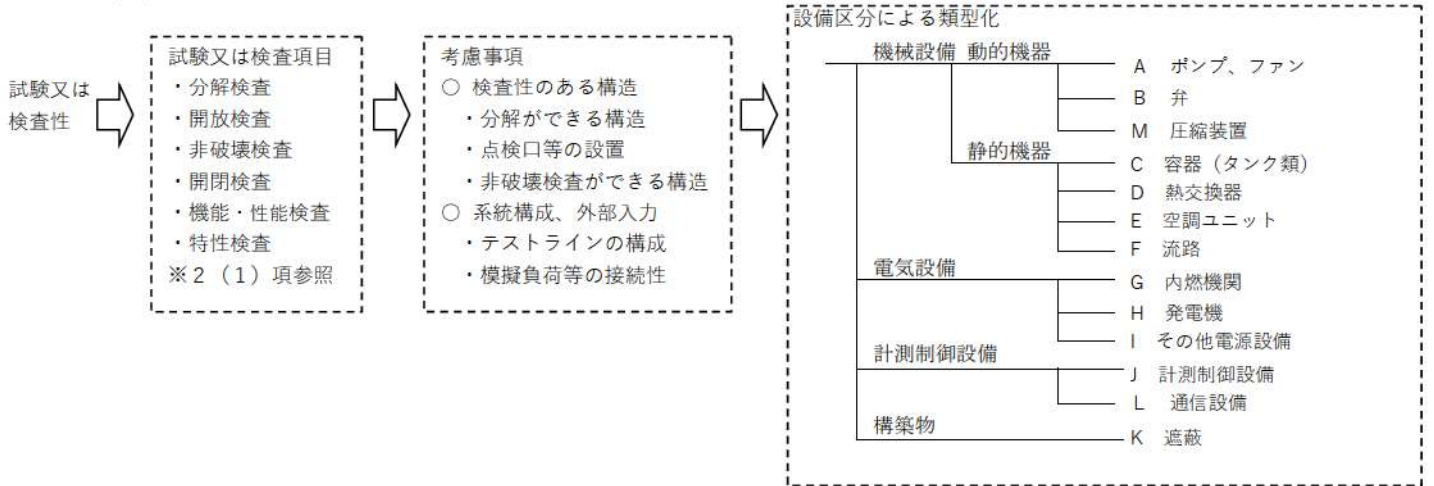 試験又は
検査性
試験又は検査項目
・分解検査
・開放検査
・非破壊検査
・開閉検査
・機能・性能検査
・特性検査
※２（１）項参照
考慮事項
○ 検査性のある構造
・分解ができる構造
・点検口等の設置
・非破壊検査ができる構造
○ 系統構成、外部入力
・テストラインの構成
・模擬負荷等の接続性
設備区分による類型化
機械設備 動的機器
A ポンプ、ファン
B 弁
M 圧縮装置
静的機器
C 容器（タンク類）
D 熱交換器
E 空調ユニット
F 流路
電気設備
G 内燃機関
H 発電機
I その他電源設備
計測制御設備
J 計測制御設備
L 通信設備
構築物
K 遮蔽